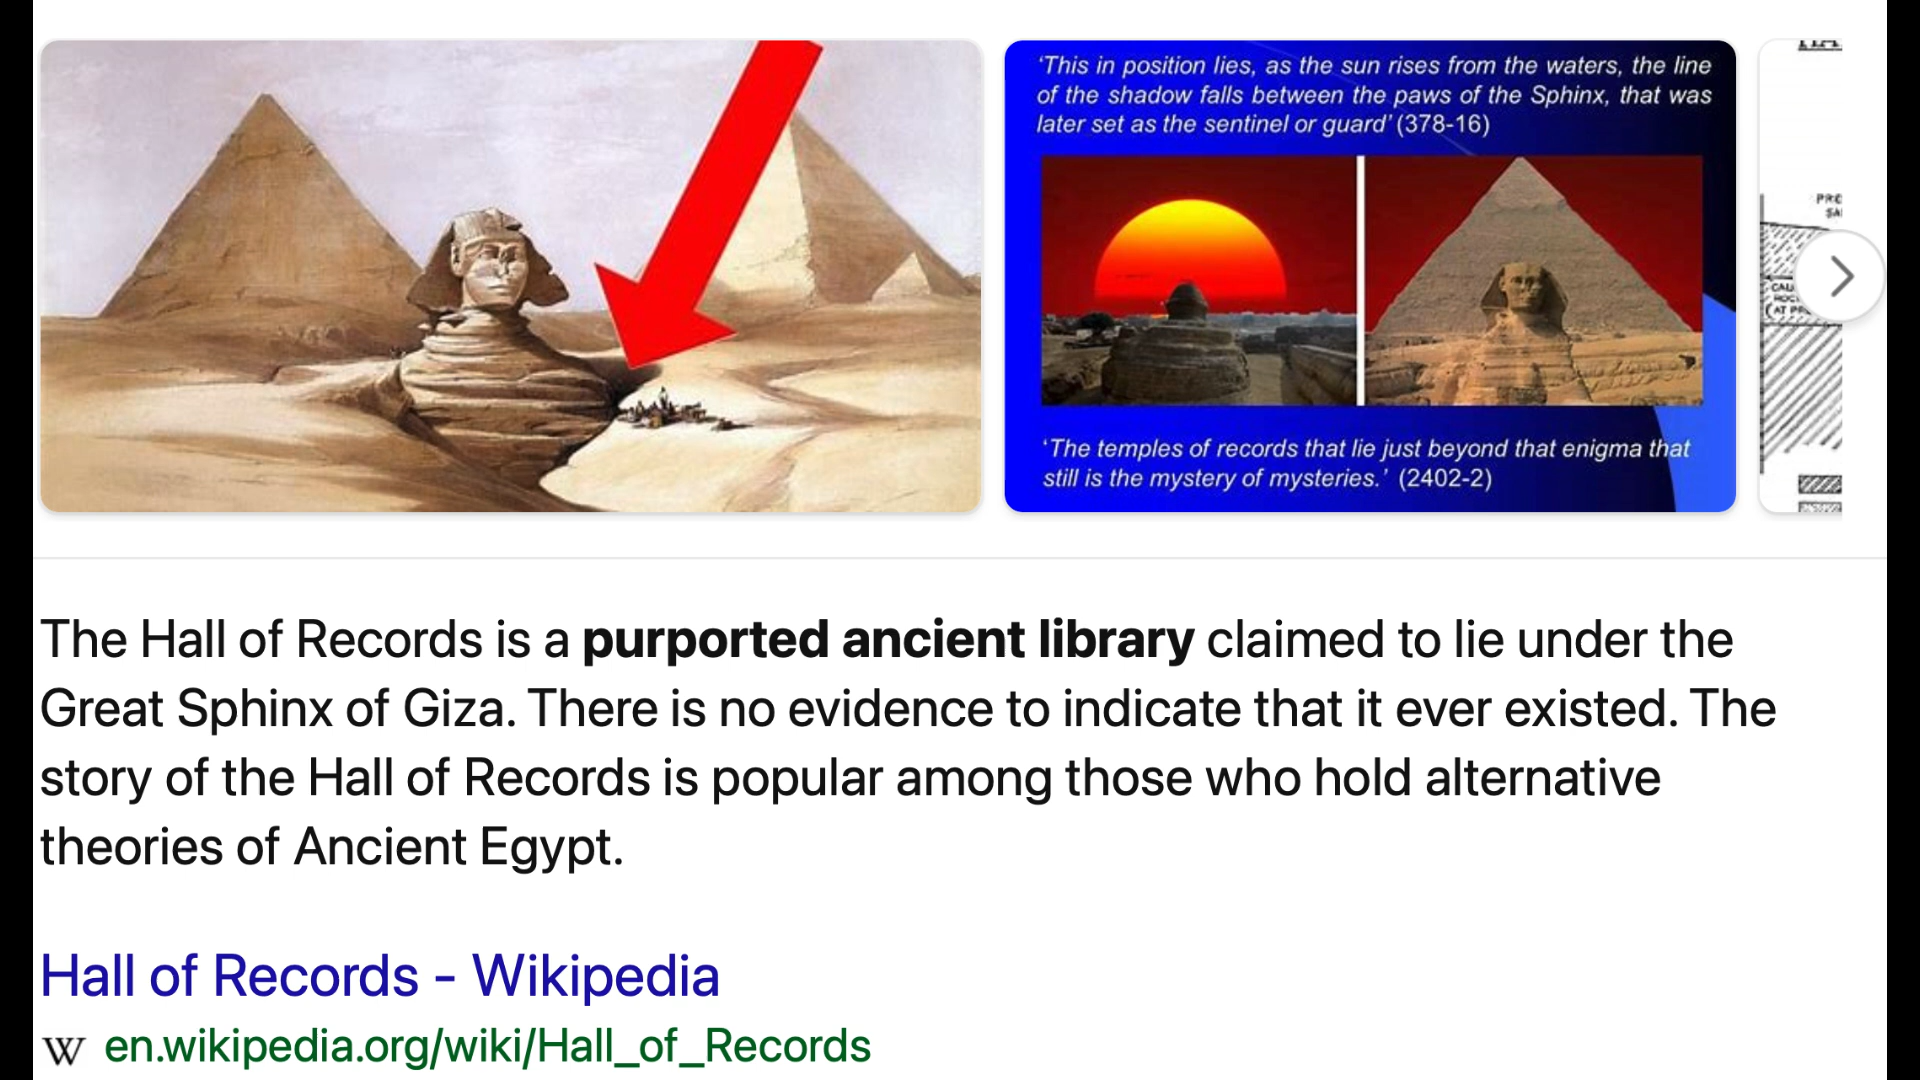 ‘This in position lies, as the sun rises from the waters, the line
of the shadow falls between the paws of the Sphinx, that was
later set as the sentinel or guard’ (378-16)
‘The temples of records that lie just beyond that enigma that
still is the mystery of mysteries.’ (2402-2)
PRE
SA
CAU
(AT PR
The Hall of Records is a purported ancient library claimed to lie under the
Great Sphinx of Giza. There is no evidence to indicate that it ever existed. The
story of the Hall of Records is popular among those who hold alternative
theories of Ancient Egypt.
Hall of Records - Wikipedia
W en.wikipedia.org/wiki/Hall_of_Records